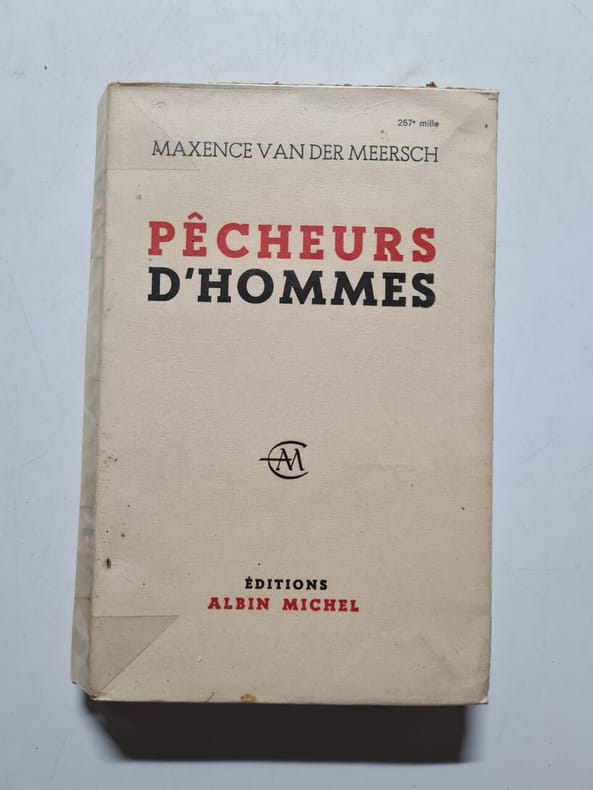 257e mille
MAXENCE VAN DER MEERSCH
PÊCHEURS
D'HOMMES
AM
ÉDITIONS
ALBIN MICHEL